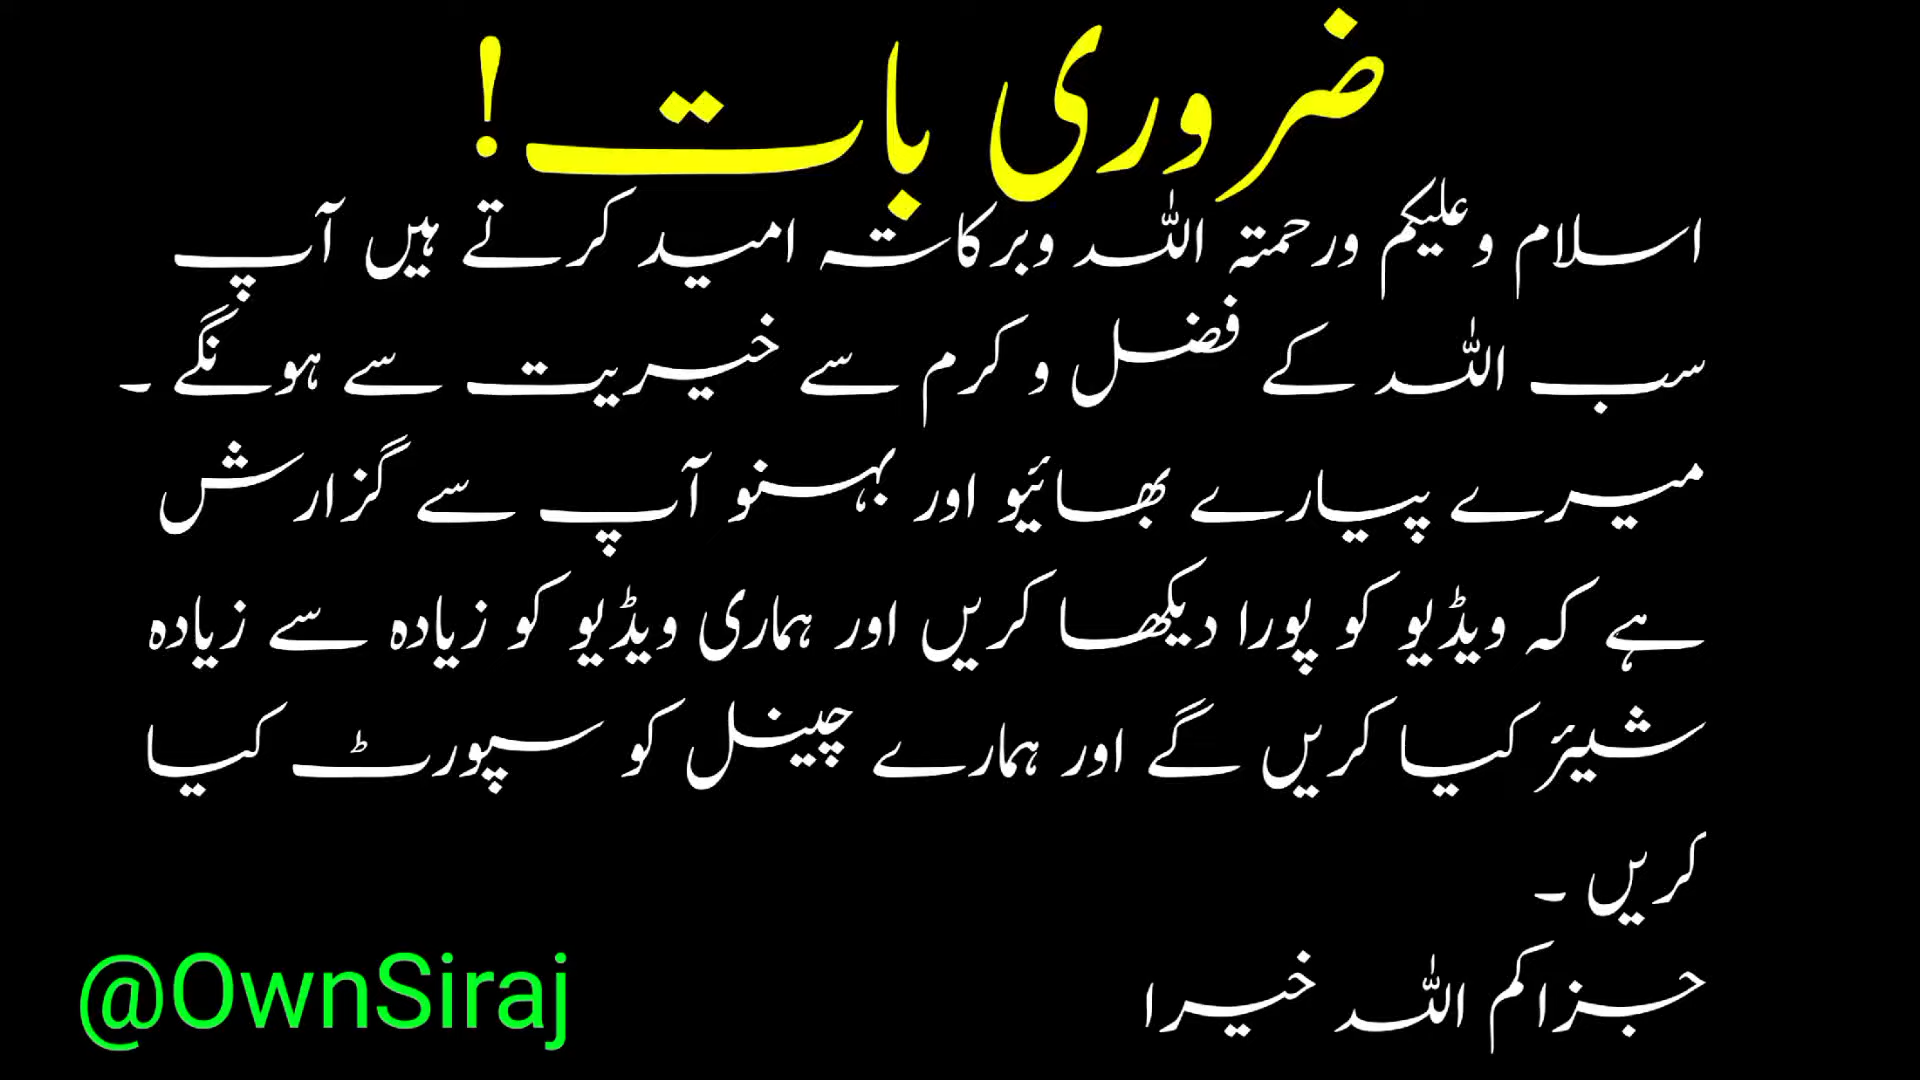 ضروری بات!
اسلام وعلیکم ورحمتہ اللہ وبرکاتہ امید کرتے ہیں آپ
سب اللہ کے فضل و کرم سے خیریت سے ہونگے ۔
میرے پیارے بھائیو اور بہنو آپ سے گزارش
ہے کہ ویڈیو کو پورا دیکھا کریں اور ہماری ویڈیو کو زیادہ سے زیادہ
شیئر کیا کریں گے اور ہمارے چینل کو سپورٹ کیا
کریں ۔
جزاکم اللہ خیرا
@OwnSiraj